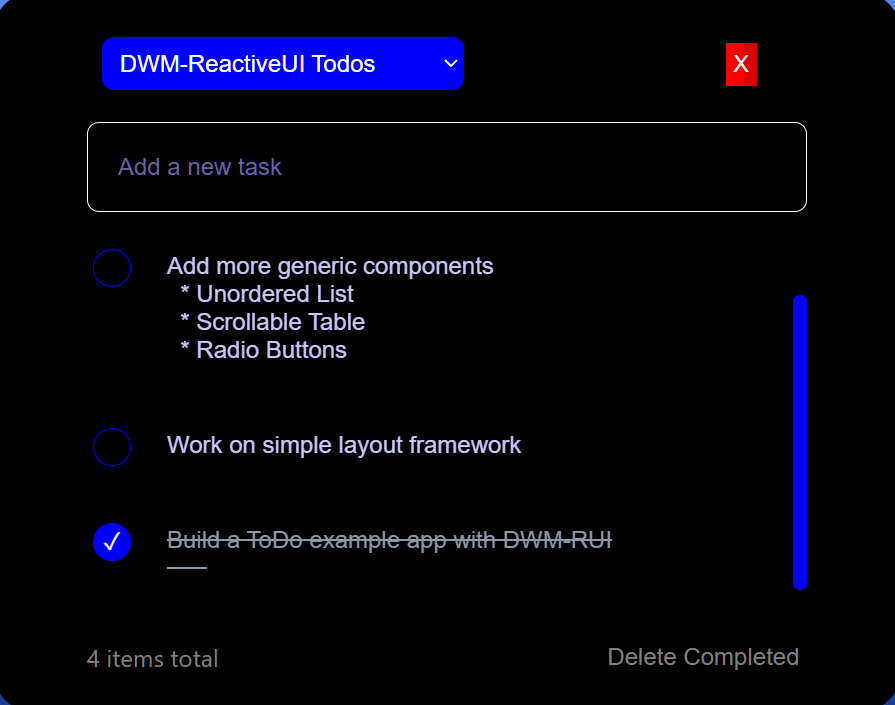 DWM-ReactiveUI Todos
X
Add a new task
Add more generic components
* Unordered List
* Scrollable Table
* Radio Buttons
Work on simple layout framework
Build a ToDo example app with DWM-RUI
4 items total
Delete Completed